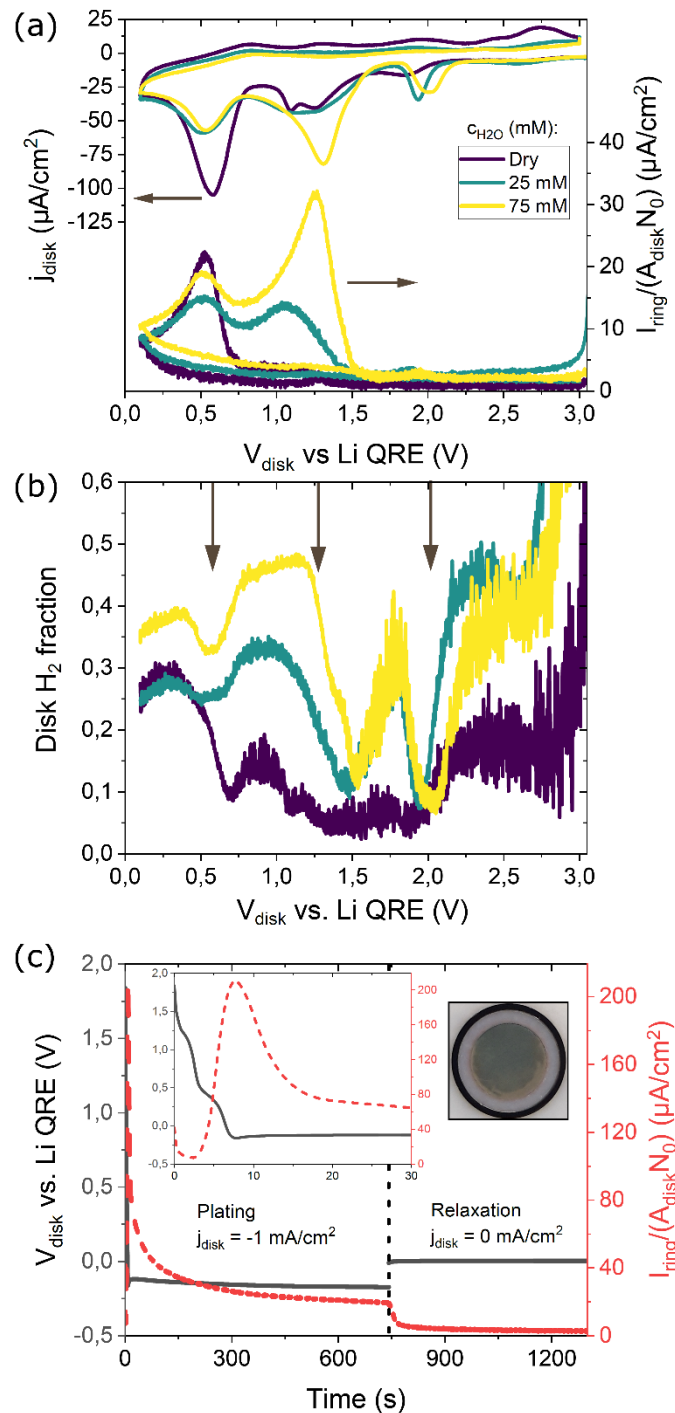 (a)
25
0
-25
-50
-75
-100
-125
j_disk (µA/cm²)
c_H2O (mM):
Dry
25 mM
75 mM
40
30
20
10
0
I_ring/(A_disk N_0) (µA/cm²)
0,0 0,5 1,0 1,5 2,0 2,5 3,0
V_disk vs Li QRE (V)
(b)
0,6
0,5
0,4
0,3
0,2
0,1
0,0
Disk H_2 fraction
0,0 0,5 1,0 1,5 2,0 2,5 3,0
V_disk vs. Li QRE (V)
(c)
2,0
1,5
1,0
0,5
0,0
-0,5
V_disk vs. Li QRE (V)
2,0
1,5
1,0
0,5
0,0
-0,5
200
160
120
80
40
0
0 10 20 30
Plating
j_disk = -1 mA/cm²
Relaxation
j_disk = 0 mA/cm²
200
160
120
80
40
0
I_ring/(A_disk N_0) (µA/cm²)
0 300 600 900 1200
Time (s)